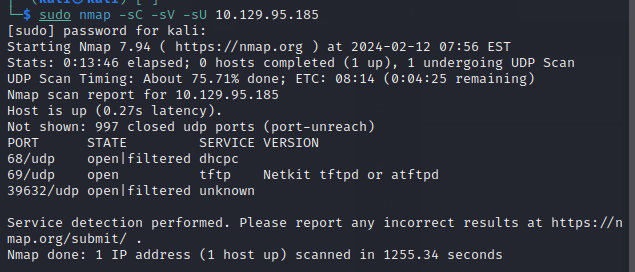 └─$ sudo nmap -sC -sV -sU 10.129.95.185
[sudo] password for kali:
Starting Nmap 7.94 ( https://nmap.org ) at 2024-02-12 07:56 EST
Stats: 0:13:46 elapsed; 0 hosts completed (1 up), 1 undergoing UDP Scan
UDP Scan Timing: About 75.71% done; ETC: 08:14 (0:04:25 remaining)
Nmap scan report for 10.129.95.185
Host is up (0.27s latency).
Not shown: 997 closed udp ports (port-unreach)
PORT      STATE         SERVICE VERSION
68/udp    open|filtered dhcpc
69/udp    open          tftp    Netkit tftpd or atftpd
39632/udp open|filtered unknown

Service detection performed. Please report any incorrect results at https://n
map.org/submit/ .
Nmap done: 1 IP address (1 host up) scanned in 1255.34 seconds